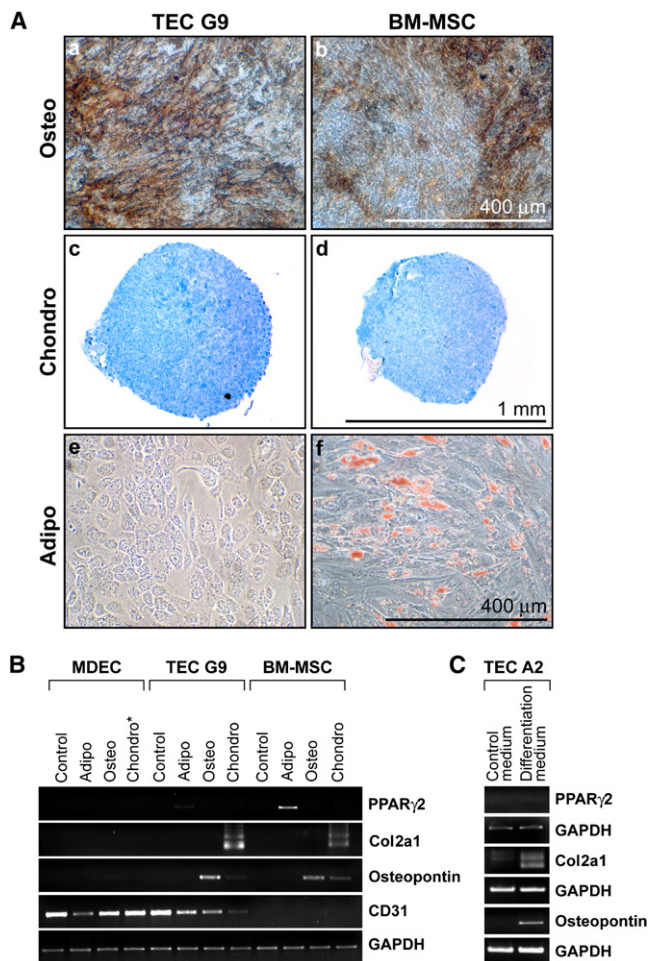 A
TEC G9 BM-MSC
Osteo
a b
400 µm
Chondro
c d
1 mm
Adipo
e f
400 µm
B
MDEC TEC G9 BM-MSC
Control Adipo Osteo Chondro* Control Adipo Osteo Chondro Control Adipo Osteo Chondro
PPARγ2
Col2a1
Osteopontin
CD31
GAPDH
C
TEC A2
Control medium Differentiation medium
PPARγ2
GAPDH
Col2a1
GAPDH
Osteopontin
GAPDH